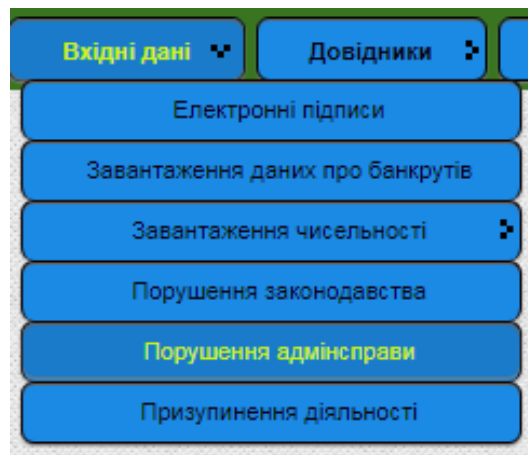 Вхідні дані
Довідники
Електронні підписи
Завантаження даних про банкрутів
Завантаження чисельності
Порушення законодавства
Порушення адмінсправи
Призупинення діяльності